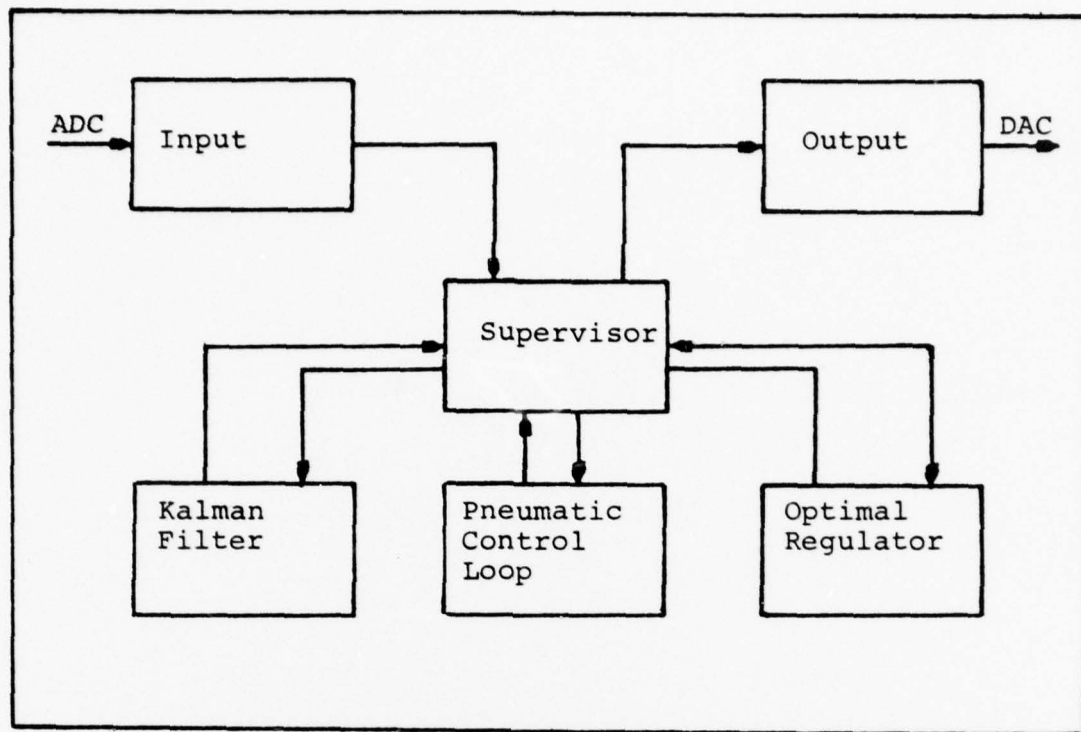 ADC
Input
Output
DAC
Supervisor
Kalman
Filter
Pneumatic
Control
Loop
Optimal
Regulator